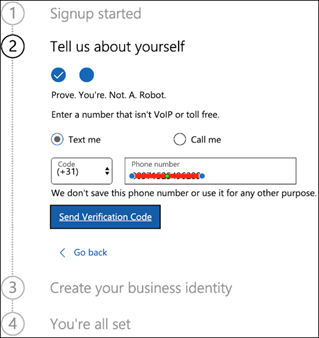 1 Signup started
2 Tell us about yourself
Prove. You're. Not. A. Robot.
Enter a number that isn't VoIP or toll free.
Text me Call me
Code Phone number
(+31)
We don't save this phone number or use it for any other purpose.
Send Verification Code
Go back
3 Create your business identity
4 You're all set